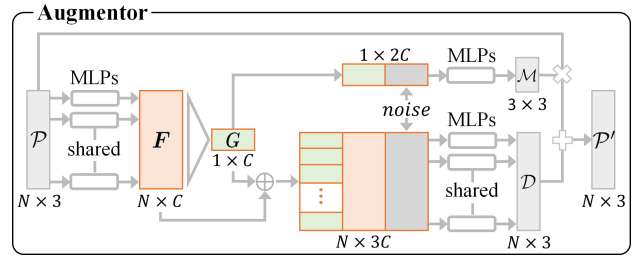 Augmentor
1 × 2C
MLPs
MLPs
ℳ
3 × 3
noise
𝒫
F
G
1 × C
MLPs
𝒟
𝒫′
shared
shared
N × 3
N × C
N × 3C
N × 3
N × 3